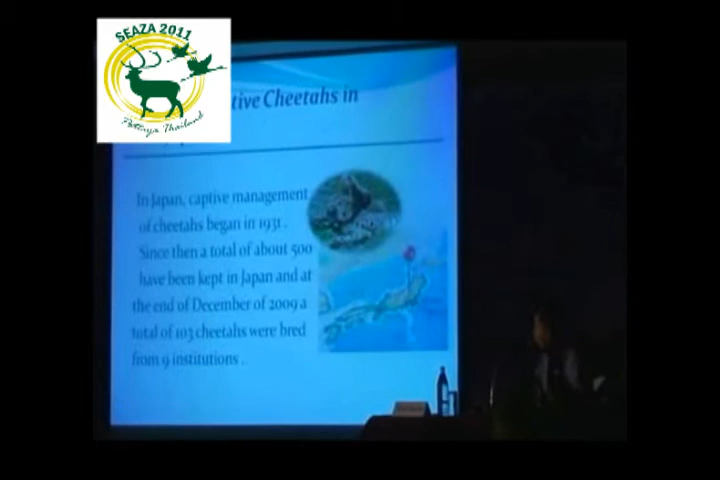 SEAZA 2011
Pattaya Thailand
tive Cheetahs in
In Japan, captive management
of cheetahs began in 1931.
Since then a total of about 500
have been kept in Japan and at
the end of December of 2009 a
total of 103 cheetahs were bred
from 9 institutions.